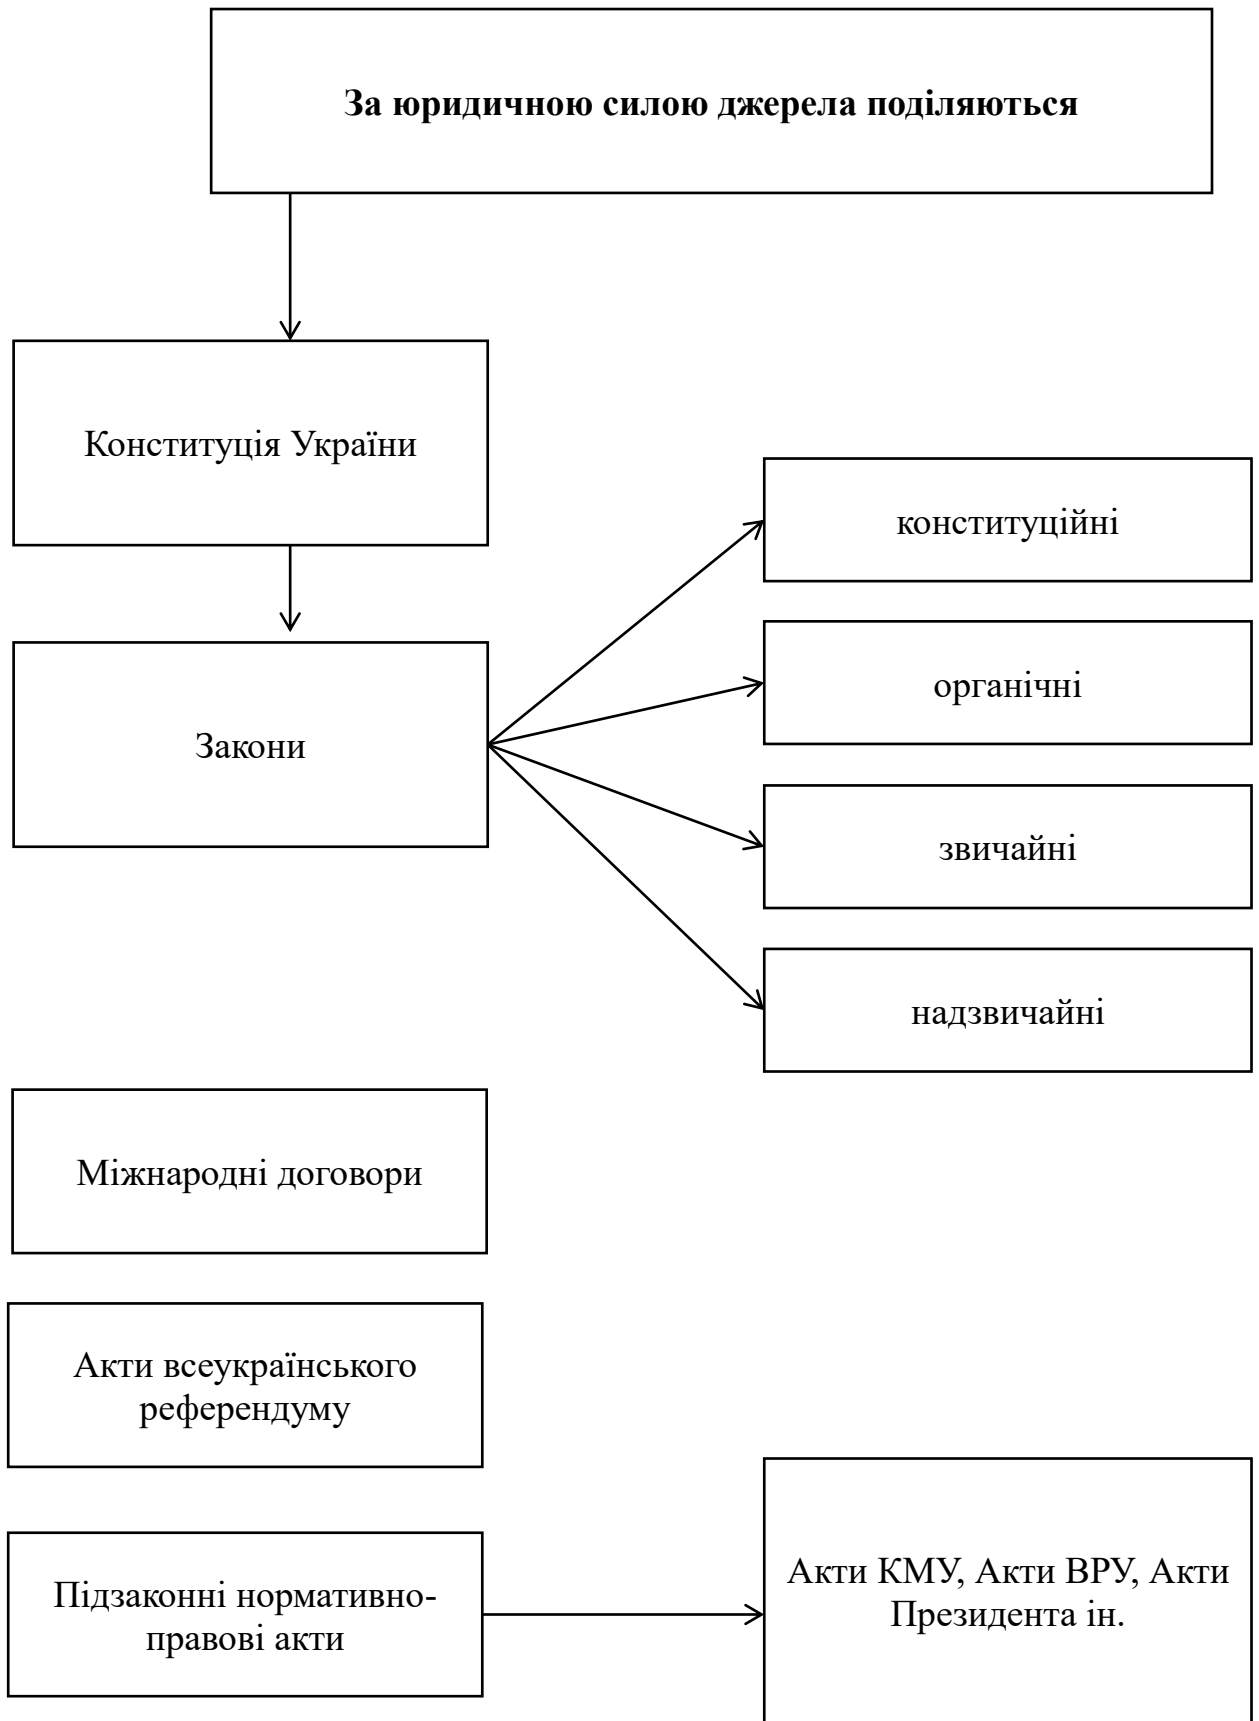 За юридичною силою джерела поділяються
Конституція України
Закони
конституційні
органічні
звичайні
надзвичайні
Міжнародні договори
Акти всеукраїнського
референдуму
Підзаконні нормативно-
правові акти
Акти КМУ, Акти ВРУ, Акти
Президента ін.